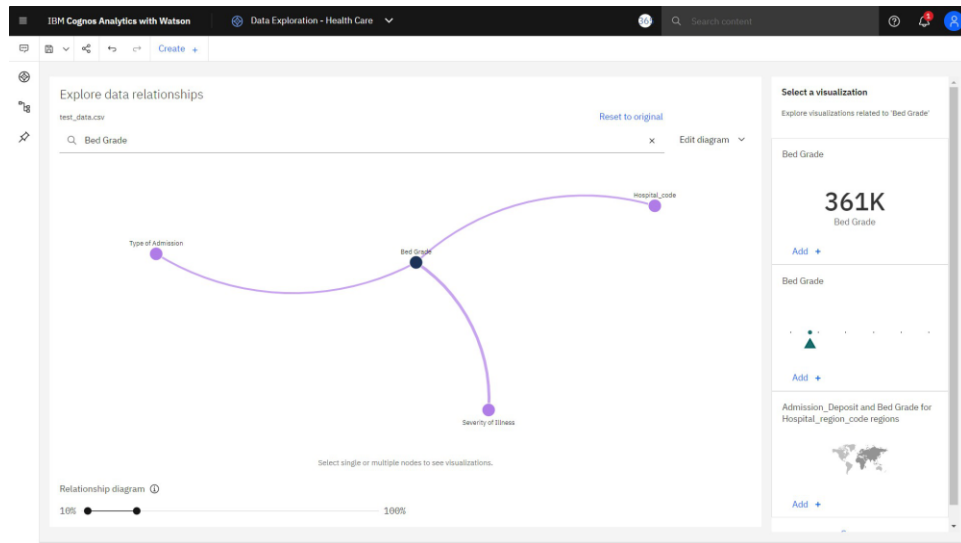 IBM Cognos Analytics with Watson
Data Exploration - Health Care
Search content
1
Create +
Explore data relationships
test_data.csv
Reset to original
Bed Grade
Edit diagram
Hospital_code
Type of Admission
Bed Grade
Severity of Illness
Select single or multiple nodes to see visualizations.
Relationship diagram
10%
100%
Select a visualization
Explore visualizations related to 'Bed Grade'
Bed Grade
361K
Bed Grade
Add +
Bed Grade
Add +
Admission_Deposit and Bed Grade for
Hospital_region_code regions
Add +